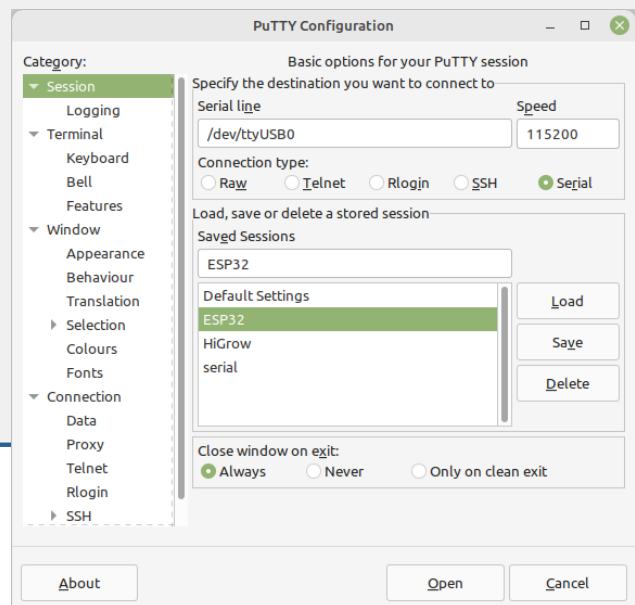 PuTTY Configuration
Category:
Session
Logging
Terminal
Keyboard
Bell
Features
Window
Appearance
Behaviour
Translation
Selection
Colours
Fonts
Connection
Data
Proxy
Telnet
Rlogin
SSH
Basic options for your PuTTY session
Specify the destination you want to connect to
Serial line Speed
/dev/ttyUSB0 115200
Connection type:
Raw Telnet Rlogin SSH Serial
Load, save or delete a stored session
Saved Sessions
ESP32
Default Settings
ESP32
HiGrow
serial
Load
Save
Delete
Close window on exit:
Always Never Only on clean exit
About Open Cancel